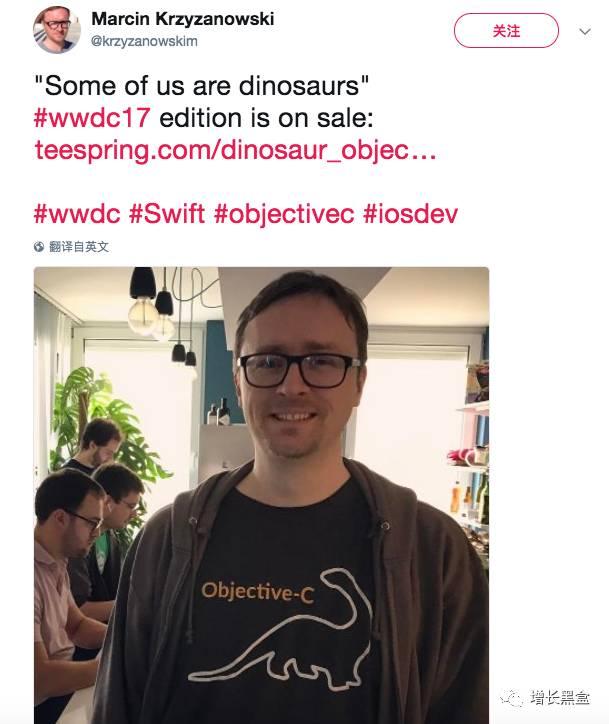 Marcin Krzyzanowski
@krzyzanowskim
关注
"Some of us are dinosaurs"
#wwdc17 edition is on sale:
teespring.com/dinosaur_objec…
#wwdc #Swift #objectivec #iosdev
翻译自英文
Objective-C
增长黑盒